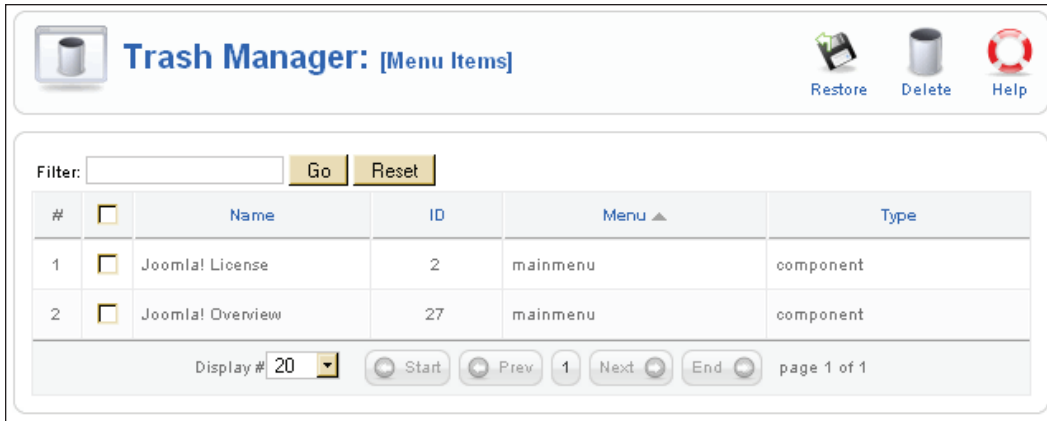 Trash Manager: [Menu Items]
Restore Delete Help
Filter: Go Reset
# Name ID Menu Type
1 Joomla! License 2 mainmenu component
2 Joomla! Overview 27 mainmenu component
Display # 20 Start Prev 1 Next End page 1 of 1